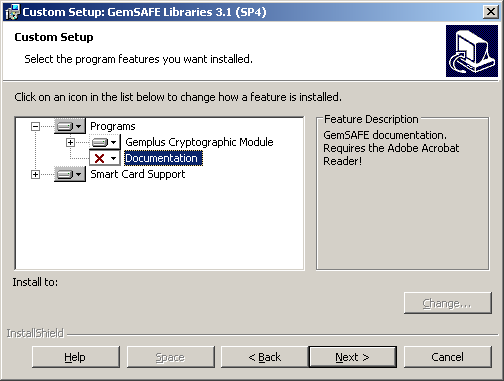 Custom Setup: GemSAFE Libraries 3.1 (SP4)
Custom Setup
Select the program features you want installed.
Click on an icon in the list below to change how a feature is installed.
Programs
Gemplus Cryptographic Module
Documentation
Smart Card Support
Feature Description
GemSAFE documentation.
Requires the Adobe Acrobat
Reader!
Install to:
Change...
InstallShield
Help
Space
< Back
Next >
Cancel